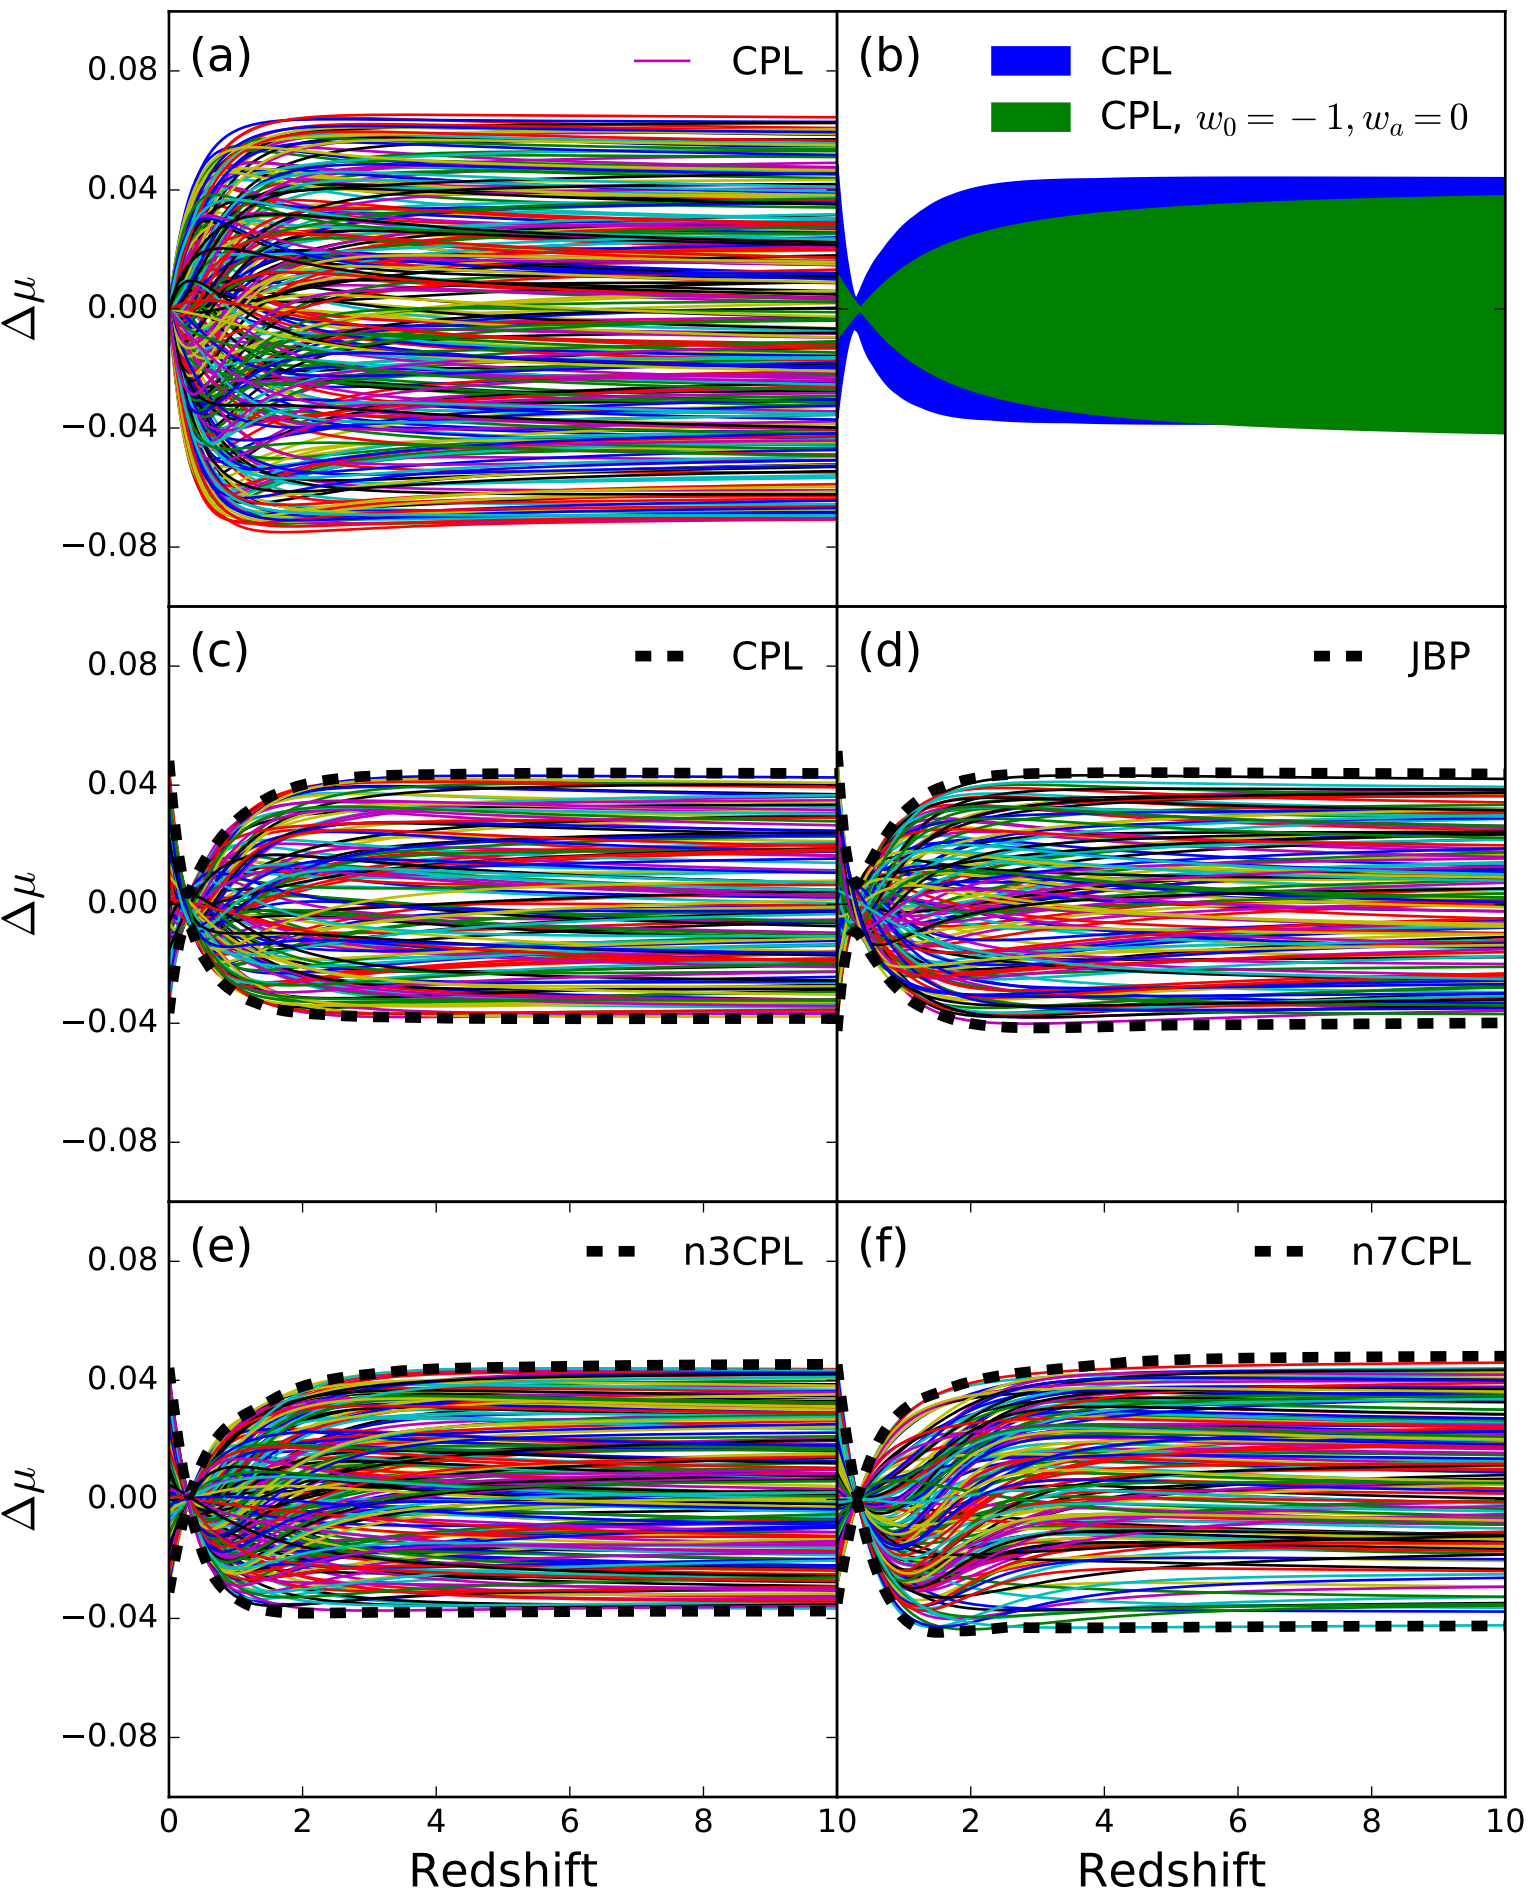 (a)
CPL
0.08
0.04
0.00
−0.04
−0.08
Δμ
(b)
CPL
CPL, w₀ = −1, wₐ = 0
(c)
CPL
0.08
0.04
0.00
−0.04
−0.08
Δμ
(d)
JBP
(e)
n3CPL
0.08
0.04
0.00
−0.04
−0.08
Δμ
(f)
n7CPL
0 2 4 6 8 10 2 4 6 8 10
Redshift Redshift